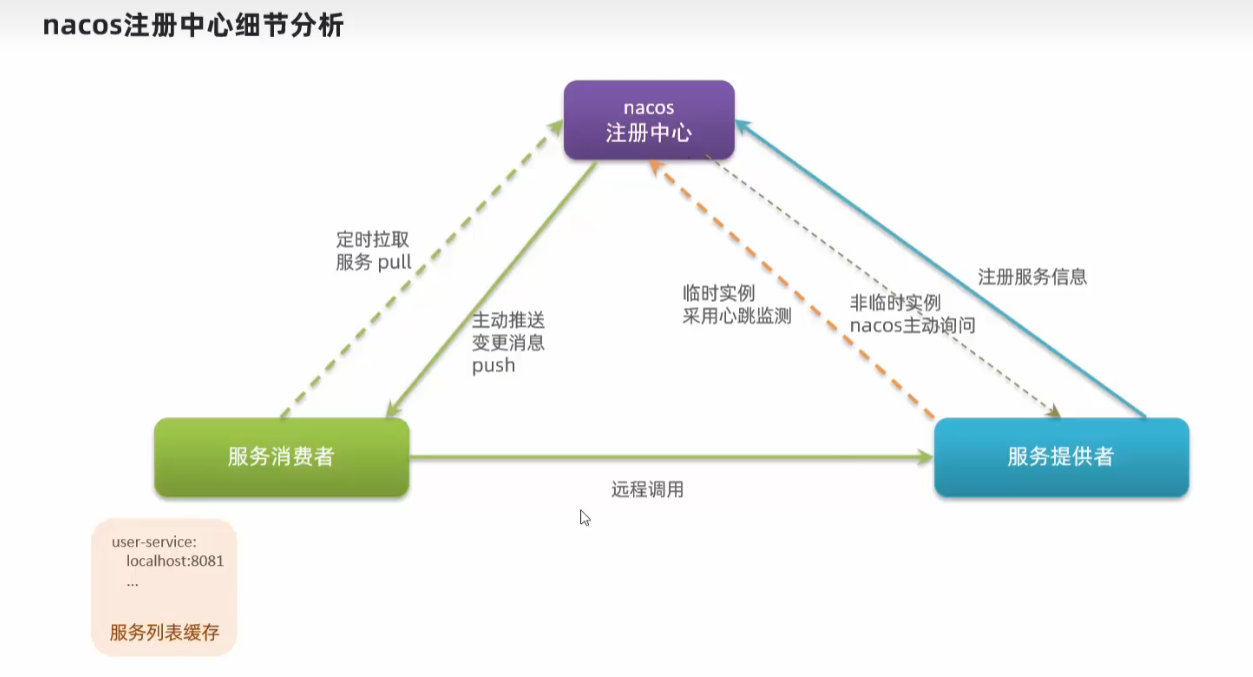 nacos注册中心细节分析
nacos
注册中心
定时拉取
服务 pull
主动推送
变更消息
push
临时实例
采用心跳监测
非临时实例
nacos主动询问
注册服务信息
服务消费者
服务提供者
远程调用
user-service:
localhost:8081
...
服务列表缓存